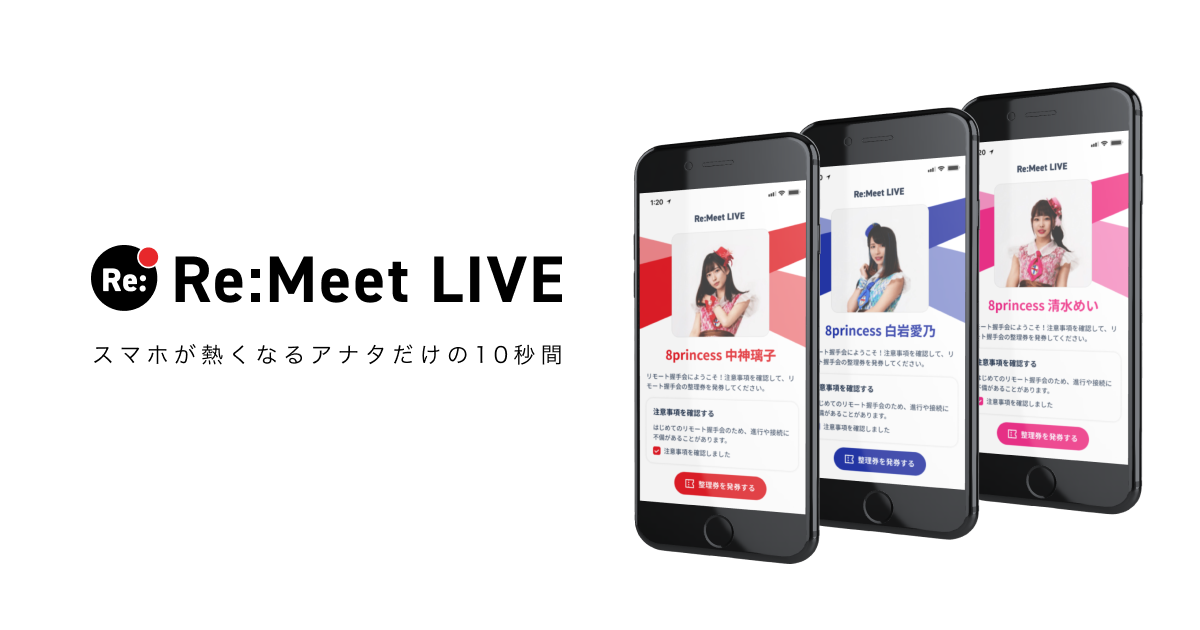 Re: Re:Meet LIVE
スマホが熱くなるアナタだけの10秒間
1:20
Re:Meet LIVE
8princess 中神璃子
リモート握手会にようこそ!注意事項を確認して、リ
モート握手会の整理券を発券してください。
注意事項を確認する
はじめてのリモート握手会のため、進行や接続に
不備があることがあります。
注意事項を確認しました
整理券を発券する
0
Re:Meet LIVE
8princess 白岩愛乃
モート握手会にようこそ!注意事項を確認して、リ
ート握手会の整理券を発券してください。
意事項を確認する
じめてのリモート握手会のため、進行や接続に
備があることがあります。
注意事項を確認しました
整理券を発券する
20
Re:Meet LIVE
8princess 清水めい
ート握手会にようこそ!注意事項を確認して、リ
ト握手会の整理券を発券してください。
意事項を確認する
じめてのリモート握手会のため、進行や接続に
備があることがあります。
注意事項を確認しました
整理券を発券する